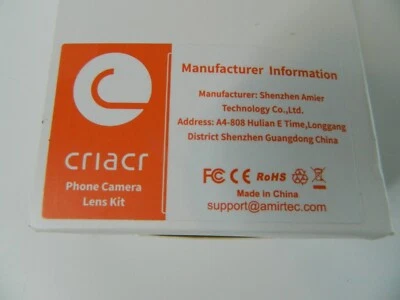 criacr
Phone Camera
Lens Kit
Manufacturer Information
Manufacturer: Shenzhen Amier
Technology Co.,Ltd.
Address: A4-808 Hulian E Time,Longgang
District Shenzhen Guangdong China
FC CE RoHS
Made in China
support@amirtec.com